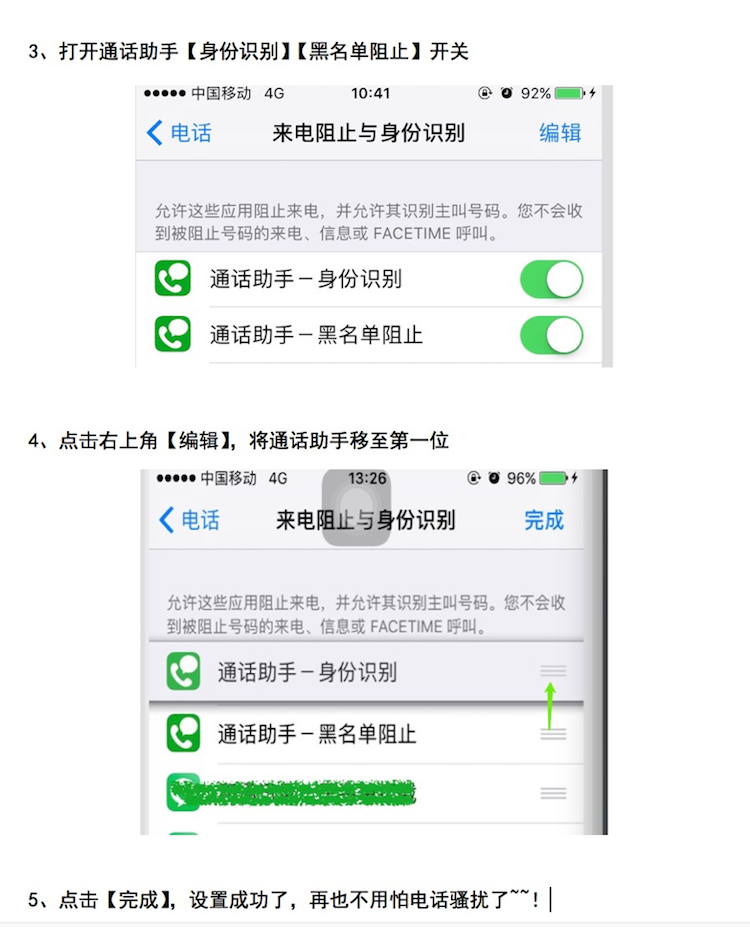 3、打开通话助手【身份识别】【黑名单阻止】开关
中国移动 4G 10:41 92%
电话 来电阻止与身份识别 编辑
允许这些应用阻止来电，并允许其识别主叫号码。您不会收
到被阻止号码的来电、信息或 FACETIME 呼叫。
通话助手－身份识别
通话助手－黑名单阻止
4、点击右上角【编辑】，将通话助手移至第一位
中国移动 4G 13:26 96%
电话 来电阻止与身份识别 完成
允许这些应用阻止来电，并允许其识别主叫号码。您不会收
到被阻止号码的来电、信息或 FACETIME 呼叫。
通话助手－身份识别
通话助手－黑名单阻止
5、点击【完成】，设置成功了，再也不用怕电话骚扰了~~！